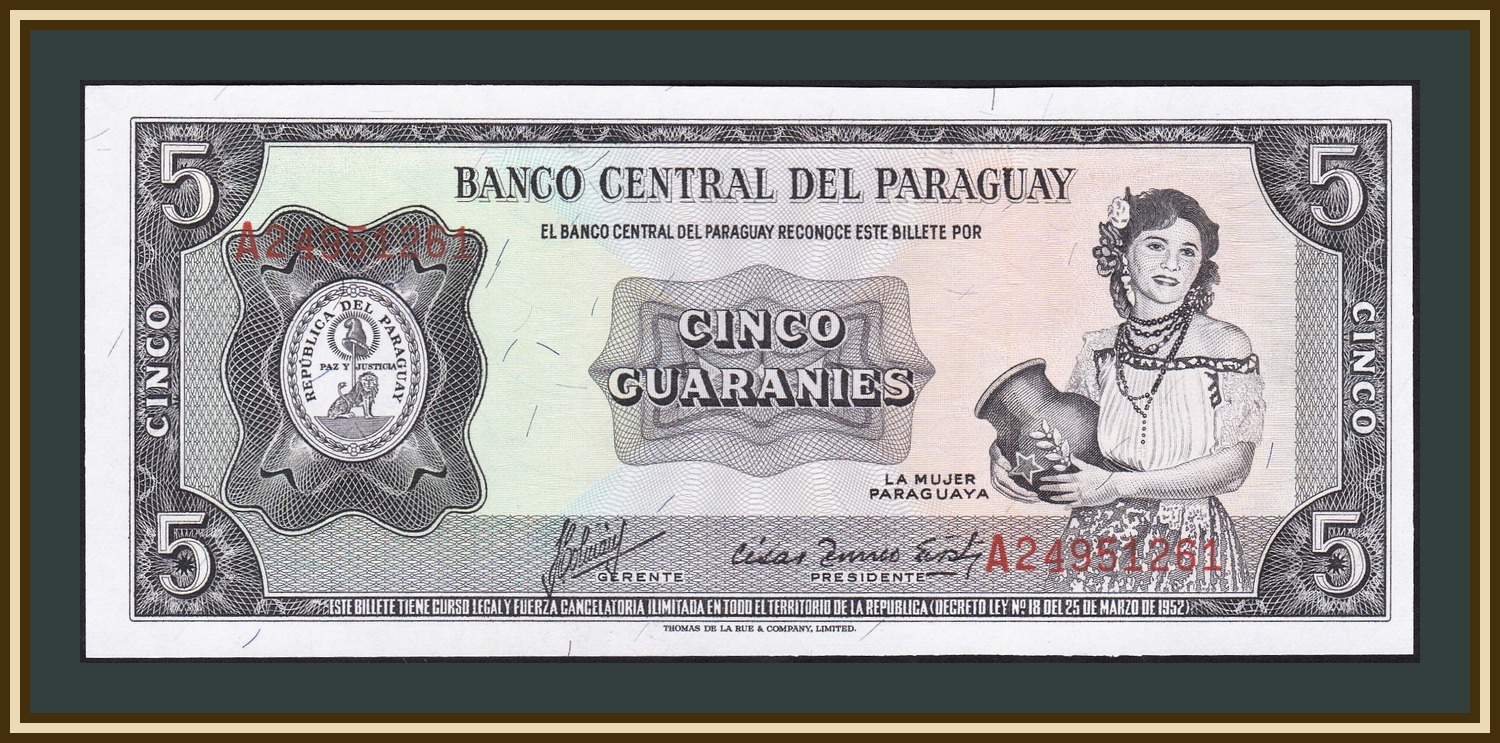 5
5
BANCO CENTRAL DEL PARAGUAY
EL BANCO CENTRAL DEL PARAGUAY RECONOCE ESTE BILLETE POR
A24951261
REPÚBLICA DEL PARAGUAY
PAZ Y JUSTICIA
CINCO
CINCO
GUARANIES
CINCO
LA MUJER
PARAGUAYA
5
5
A24951261
GERENTE
PRESIDENTE
ESTE BILLETE TIENE CURSO LEGAL Y FUERZA CANCELATORIA ILIMITADA EN TODO EL TERRITORIO DE LA REPUBLICA (DECRETO LEY Nº 18 DEL 25 DE MARZO DE 1952)
THOMAS DE LA RUE & COMPANY, LIMITED.